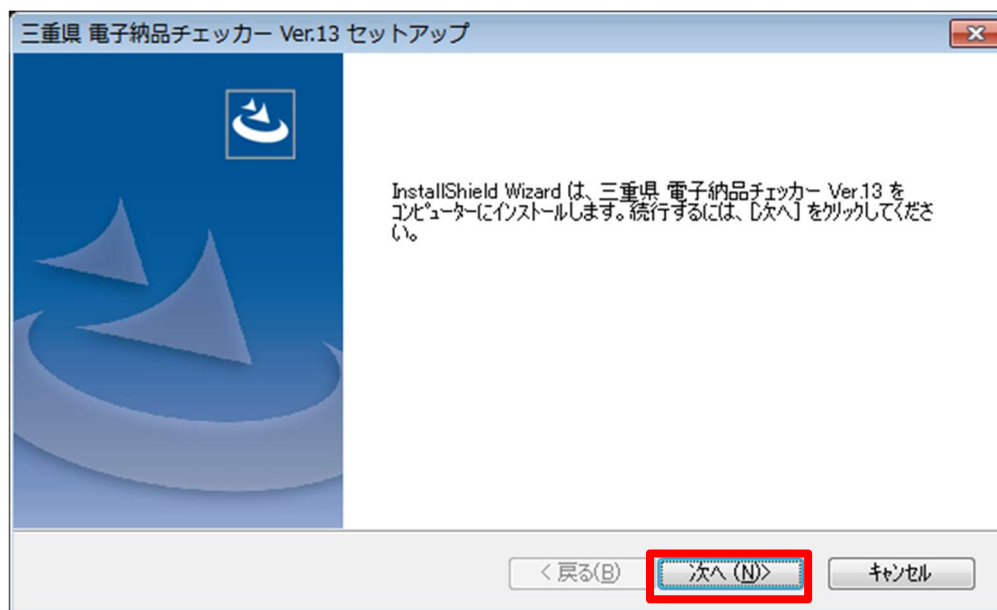 三重県 電子納品チェッカー Ver.13 セットアップ
InstallShield Wizard は、三重県 電子納品チェッカー Ver.13 を
コンピューターにインストールします。続行するには、[次へ] をクリックしてくださ
い。
< 戻る(B)
次へ (N)>
キャンセル